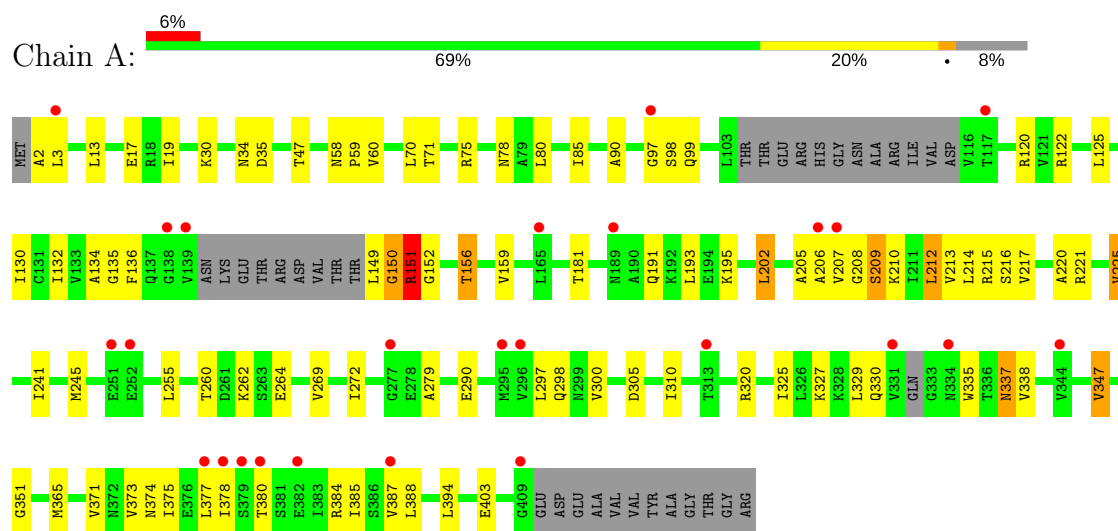 6%
Chain A:
69% 20% • 8%
MET A2 L3 L13 E17 R18 I19 K30 N34 D35 T47 N58 P59 V60 L70 T71 R75 N78 A79 L80 I85 A90 G97 S98 Q99 L103 THR THR GLU ARG HIS GLY ASN ALA ARG ILE VAL ASP V116 T117 R120 V121 R122 L125
I130 C131 I132 V133 A134 G135 F136 Q137 G138 V139 ASN LYS GLU THR ARG ASP VAL THR THR L149 G150 R151 G152 T156 V159 L165 T181 N189 A190 Q191 K192 L193 E194 K195 L202 A205 A206 V207 G208 S209 K210 I211 L212 V213 L214 R215 S216 V217 A220 R221
I241 M245 E251 E252 L255 T260 D261 K262 S263 E264 V269 I272 G277 E278 A279 E290 M295 V296 L297 Q298 N299 V300 D305 I310 T313 R320 I325 L326 K327 K328 L329 Q330 V331 GLN G333 N334 W335 T336 N337 V338 V344 V347
G351 M365 V371 N372 V373 N374 I375 E376 L377 I378 S379 T380 S381 E382 I383 R384 I385 S386 V387 L388 L394 E403 G409 GLU ASP GLU ALA VAL VAL TYR ALA GLY THR GLY ARG